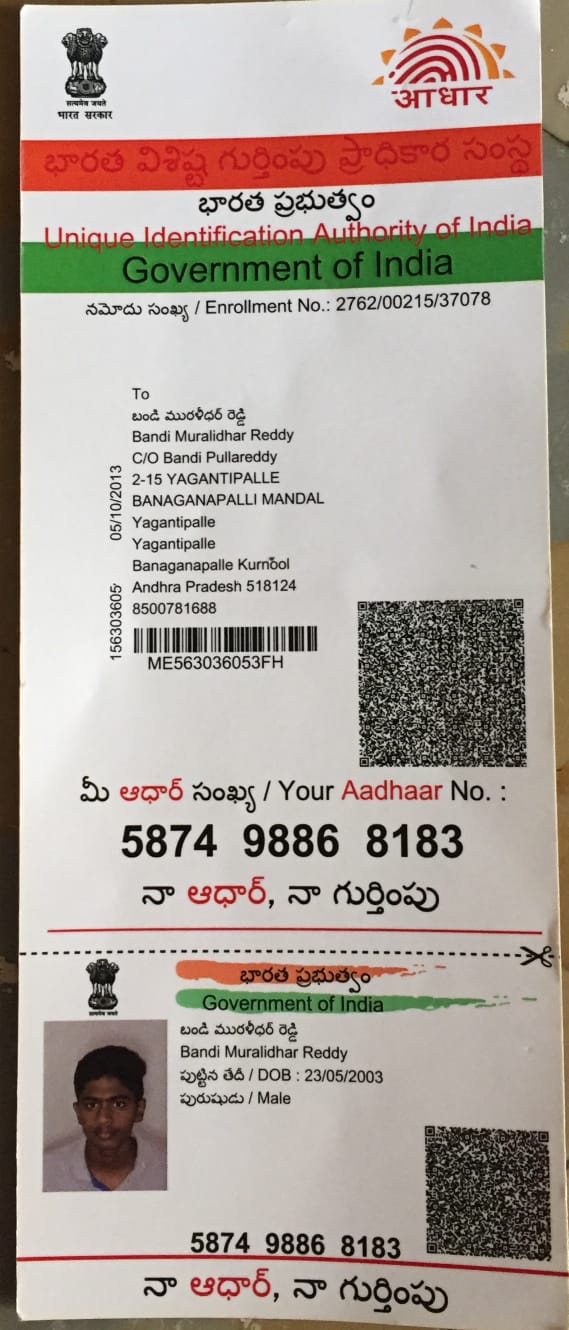 सत्यमेव जयते
भारत सरकार
आधार
భారత విశిష్ట గుర్తింపు ప్రాధికార సంస్థ
భారత ప్రభుత్వం
Unique Identification Authority of India
Government of India
నమోదు సంఖ్య / Enrollment No.: 2762/00215/37078
To
బండి మురళీధర్ రెడ్డి
Bandi Muralidhar Reddy
C/O Bandi Pullareddy
2-15 YAGANTIPALLE
BANAGANAPALLI MANDAL
Yagantipalle
Yagantipalle
Banaganapalle Kurnool
Andhra Pradesh 518124
8500781688
156303605 05/10/2013
ME563036053FH
మీ ఆధార్ సంఖ్య / Your Aadhaar No. :
5874 9886 8183
నా ఆధార్, నా గుర్తింపు
భారత ప్రభుత్వం
Government of India
బండి మురళీధర్ రెడ్డి
Bandi Muralidhar Reddy
పుట్టిన తేదీ / DOB : 23/05/2003
పురుషుడు / Male
5874 9886 8183
నా ఆధార్, నా గుర్తింపు